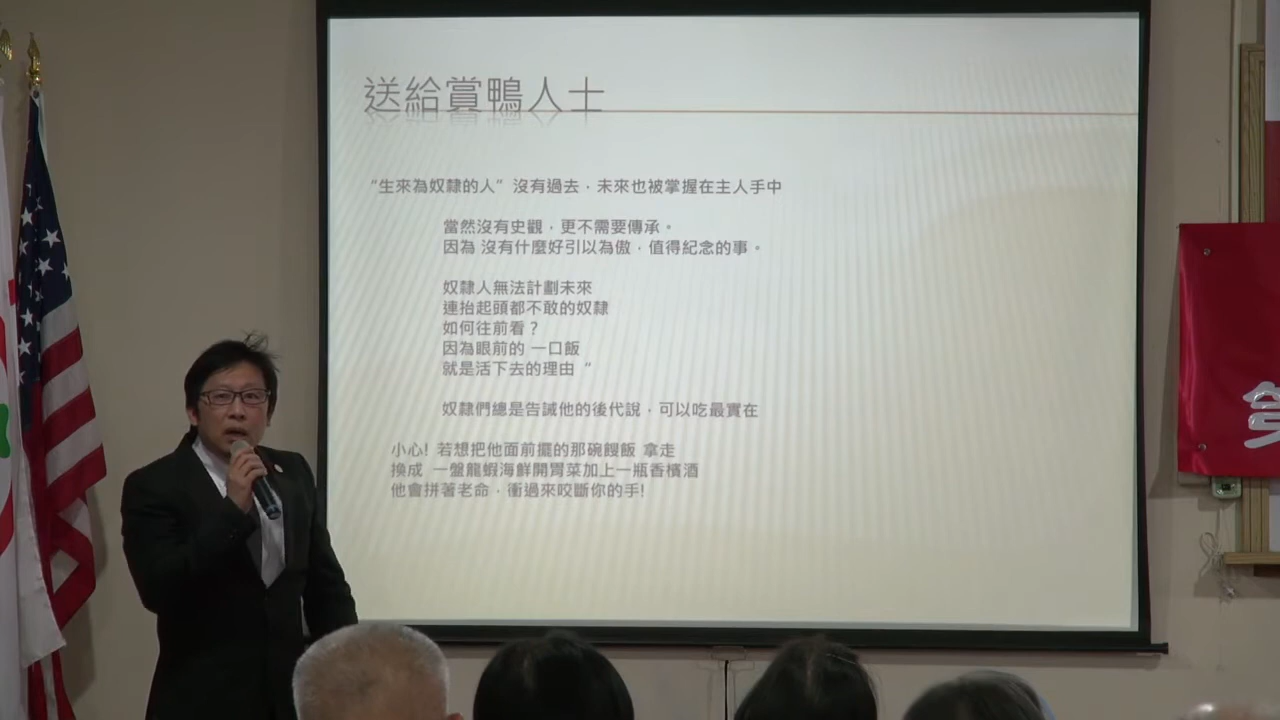 送給賞鴨人士
“生來為奴隸的人” 沒有過去，未來也被掌握在主人手中
當然沒有史觀，更不需要傳承。
因為 沒有什麼好引以為傲，值得紀念的事。
奴隸人無法計劃未來
連抬起頭都不敢的奴隸
如何往前看？
因為眼前的 一口飯
就是活下去的理由 ”
奴隸們總是告誡他的後代說，可以吃最實在
小心! 若想把他面前擺的那碗餿飯 拿走
換成 一盤龍蝦海鮮開胃菜加上一瓶香檳酒
他會拼著老命，衝過來咬斷你的手!